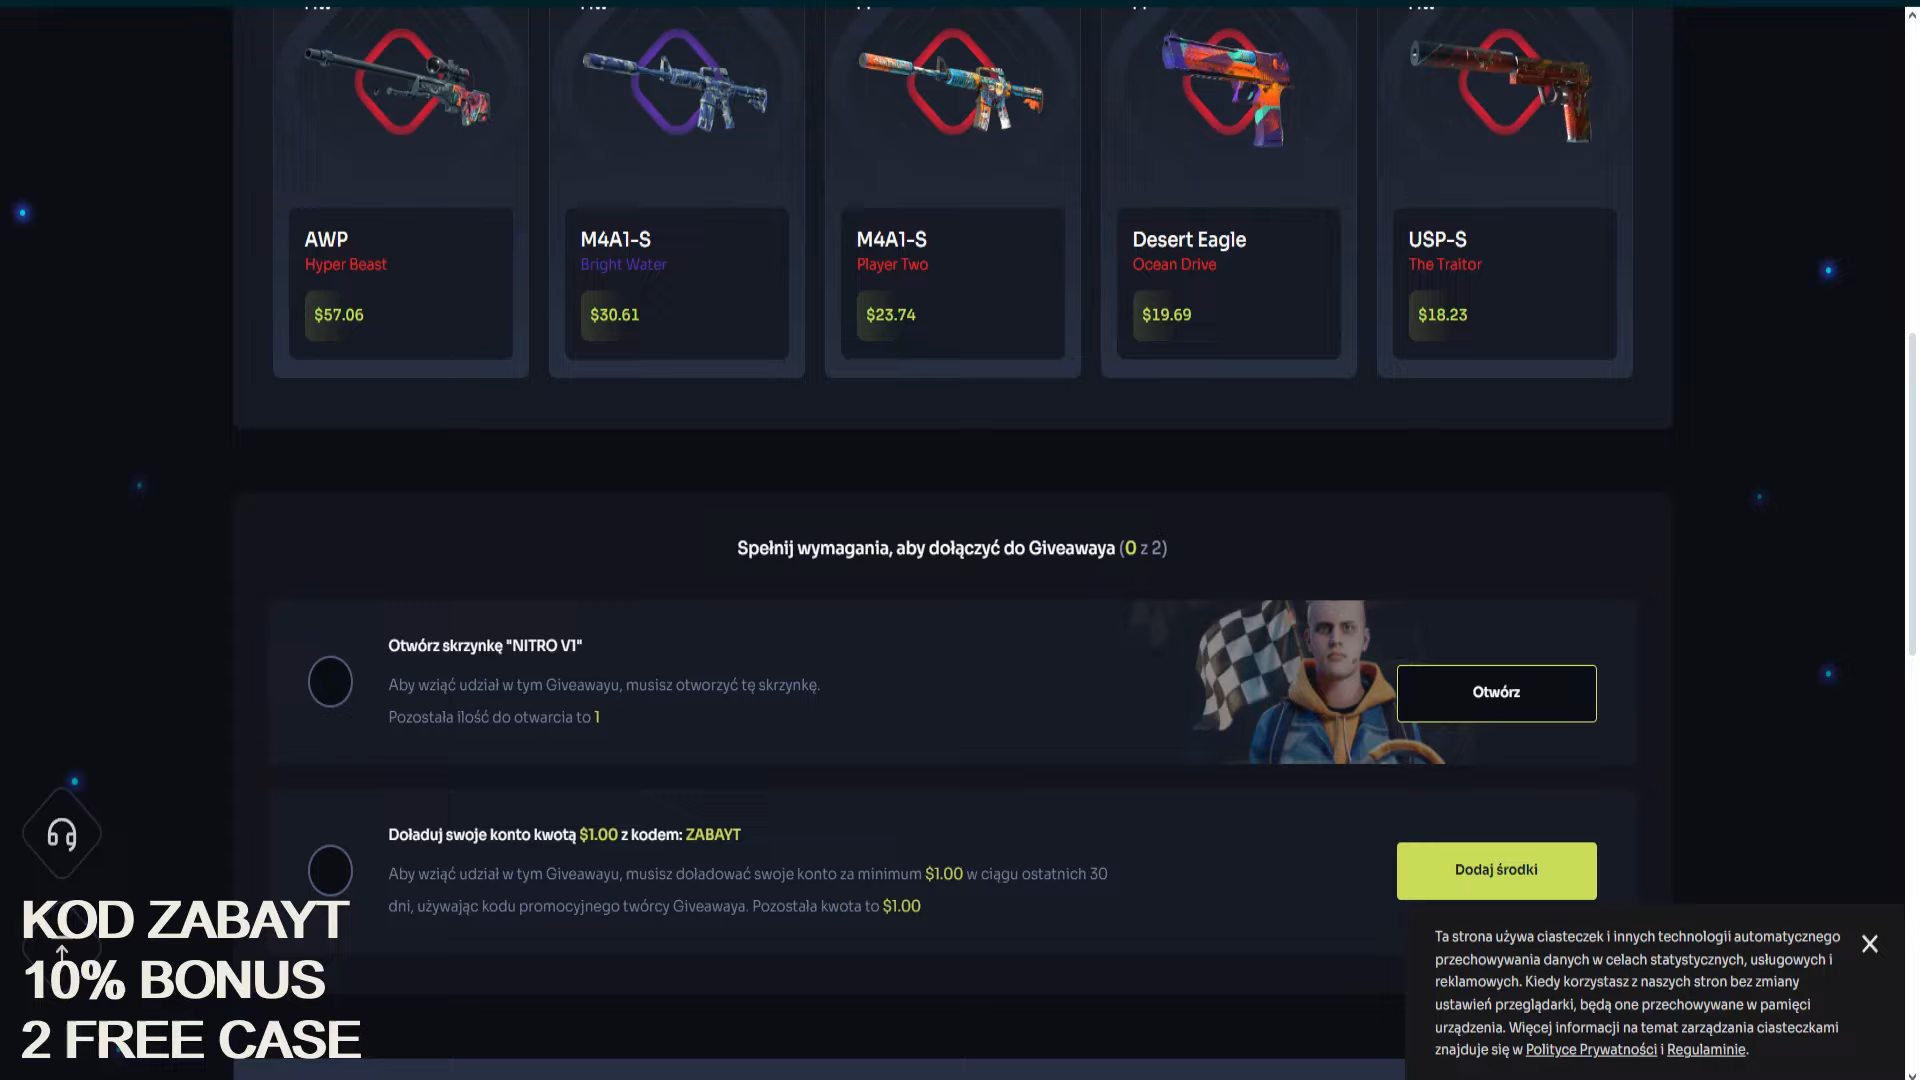 AWP
Hyper Beast
$57.06
M4A1-S
Bright Water
$30.61
M4A1-S
Player Two
$23.74
Desert Eagle
Ocean Drive
$19.69
USP-S
The Traitor
$18.23
Spełnij wymagania, aby dołączyć do Giveawaya (0 z 2)
Otwórz skrzynkę "NITRO V1"
Aby wziąć udział w tym Giveawayu, musisz otworzyć tę skrzynkę.
Pozostała ilość do otwarcia to 1
Otwórz
Doładuj swoje konto kwotą $1.00 z kodem: ZABAYT
Aby wziąć udział w tym Giveawayu, musisz doładować swoje konto za minimum $1.00 w ciągu ostatnich 30
dni, używając kodu promocyjnego twórcy Giveawaya. Pozostała kwota to $1.00
Dodaj środki
KOD ZABAYT
10% BONUS
2 FREE CASE
Ta strona używa ciasteczek i innych technologii automatycznego
przechowywania danych w celach statystycznych, usługowych i
reklamowych. Kiedy korzystasz z naszych stron bez zmiany
ustawień przeglądarki, będą one przechowywane w pamięci
urządzenia. Więcej informacji na temat zarządzania ciasteczkami
znajduje się w Polityce Prywatności i Regulaminie.